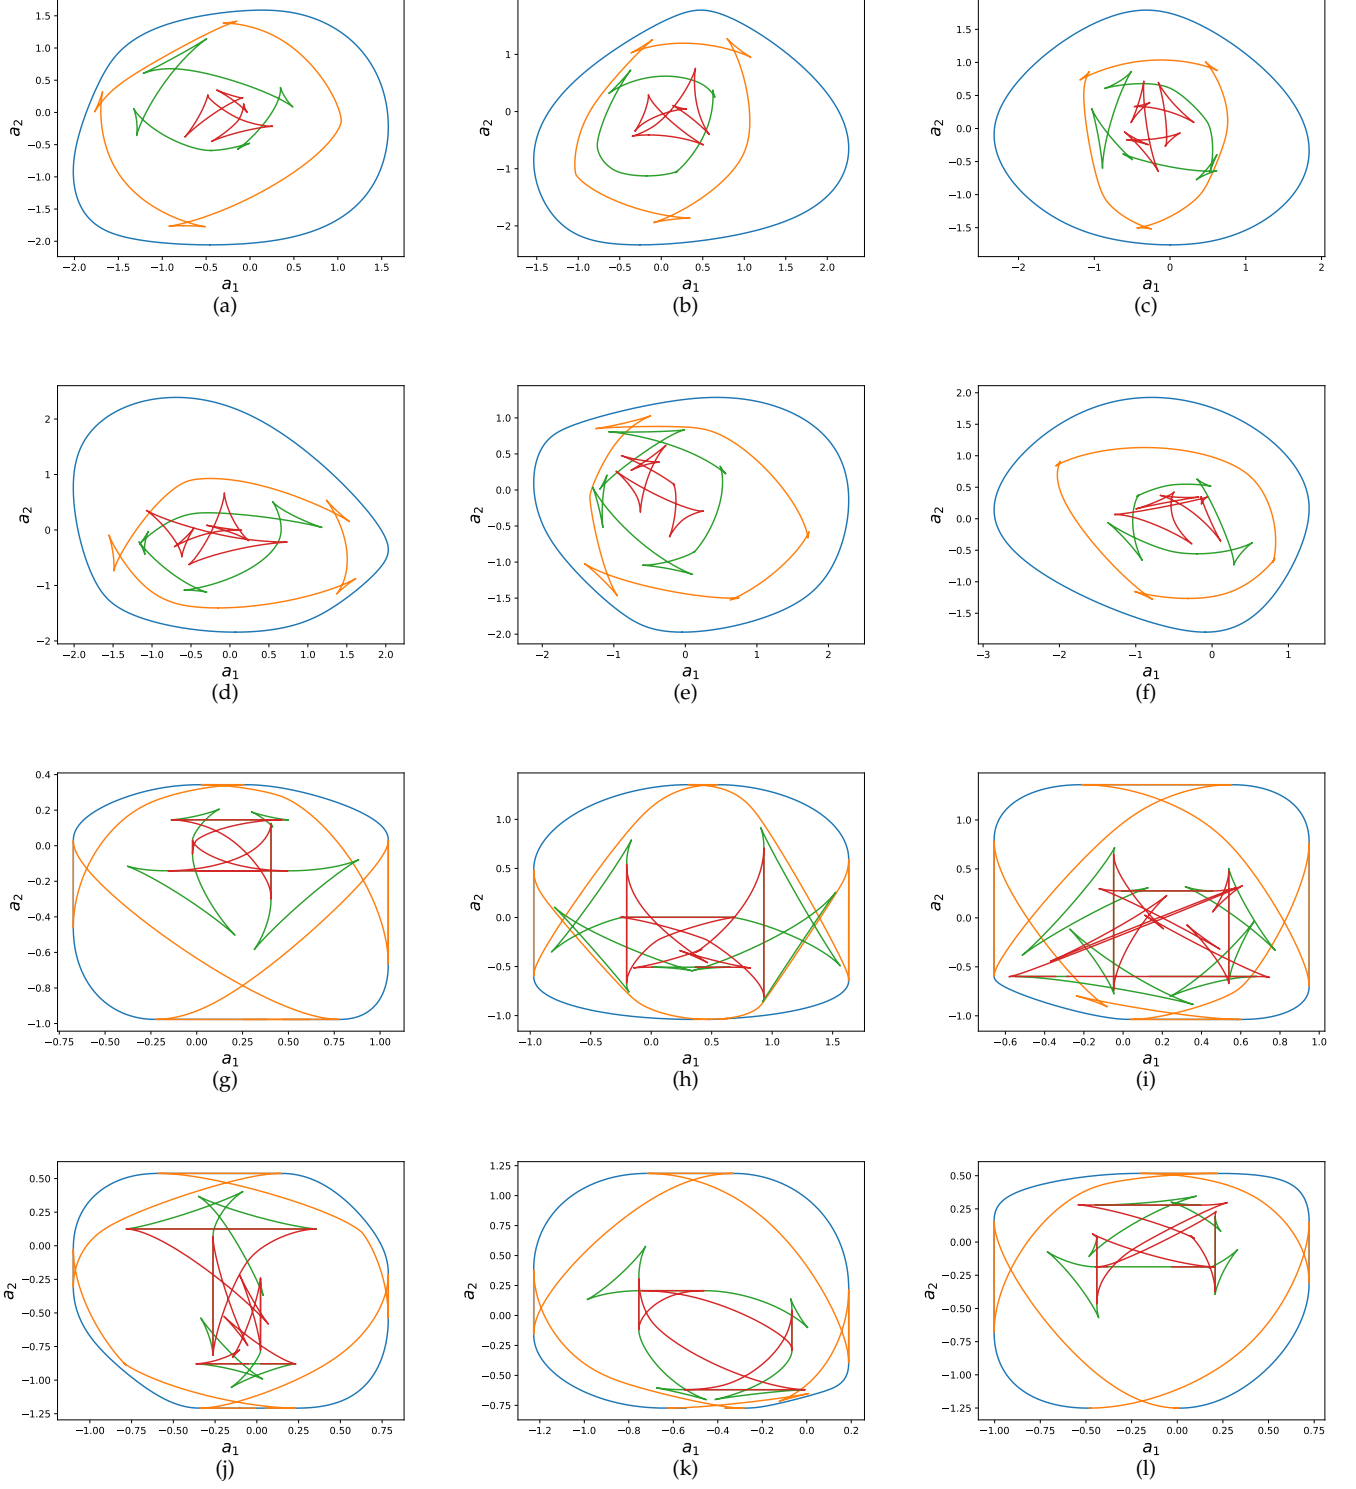 1.5 1.0 0.5 0.0 −0.5 −1.0 −1.5 −2.0
a2
−2.0 −1.5 −1.0 −0.5 0.0 0.5 1.0 1.5
a1
(a)
1 0 −1 −2
a2
−1.5 −1.0 −0.5 0.0 0.5 1.0 1.5 2.0
a1
(b)
1.5 1.0 0.5 0.0 −0.5 −1.0 −1.5
a2
−2 −1 0 1 2
a1
(c)
2 1 0 −1 −2
a2
−2.0 −1.5 −1.0 −0.5 0.0 0.5 1.0 1.5 2.0
a1
(d)
1.0 0.5 0.0 −0.5 −1.0 −1.5 −2.0
a2
−2 −1 0 1 2
a1
(e)
2.0 1.5 1.0 0.5 0.0 −0.5 −1.0 −1.5
a2
−3 −2 −1 0 1
a1
(f)
0.4 0.2 0.0 −0.2 −0.4 −0.6 −0.8 −1.0
a2
−0.75 −0.50 −0.25 0.00 0.25 0.50 0.75 1.00
a1
(g)
1.0 0.5 0.0 −0.5 −1.0
a2
−1.0 −0.5 0.0 0.5 1.0 1.5
a1
(h)
1.0 0.5 0.0 −0.5 −1.0
a2
−0.6 −0.4 −0.2 0.0 0.2 0.4 0.6 0.8 1.0
a1
(i)
0.50 0.25 0.00 −0.25 −0.50 −0.75 −1.00 −1.25
a2
−1.00 −0.75 −0.50 −0.25 0.00 0.25 0.50 0.75
a1
(j)
1.25 1.00 0.75 0.50 0.25 0.00 −0.25 −0.50 −0.75
a2
−1.2 −1.0 −0.8 −0.6 −0.4 −0.2 0.0 0.2
a1
(k)
0.50 0.25 0.00 −0.25 −0.50 −0.75 −1.00 −1.25
a2
−1.00 −0.75 −0.50 −0.25 0.00 0.25 0.50 0.75
a1
(l)